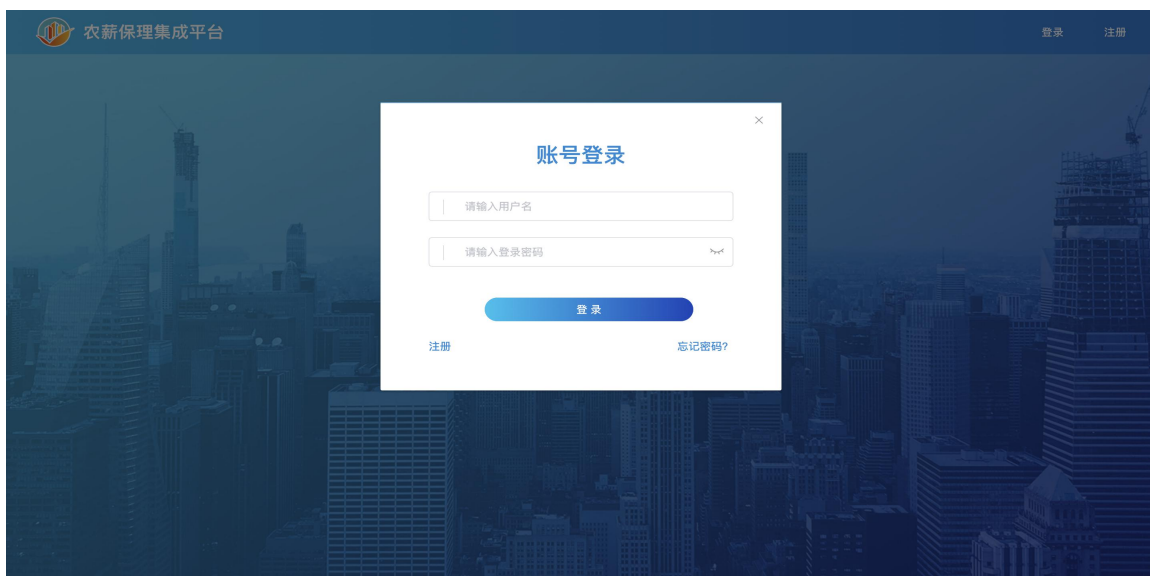 农薪保理集成平台
登录 注册
账号登录
请输入用户名
请输入登录密码
登 录
注册 忘记密码?